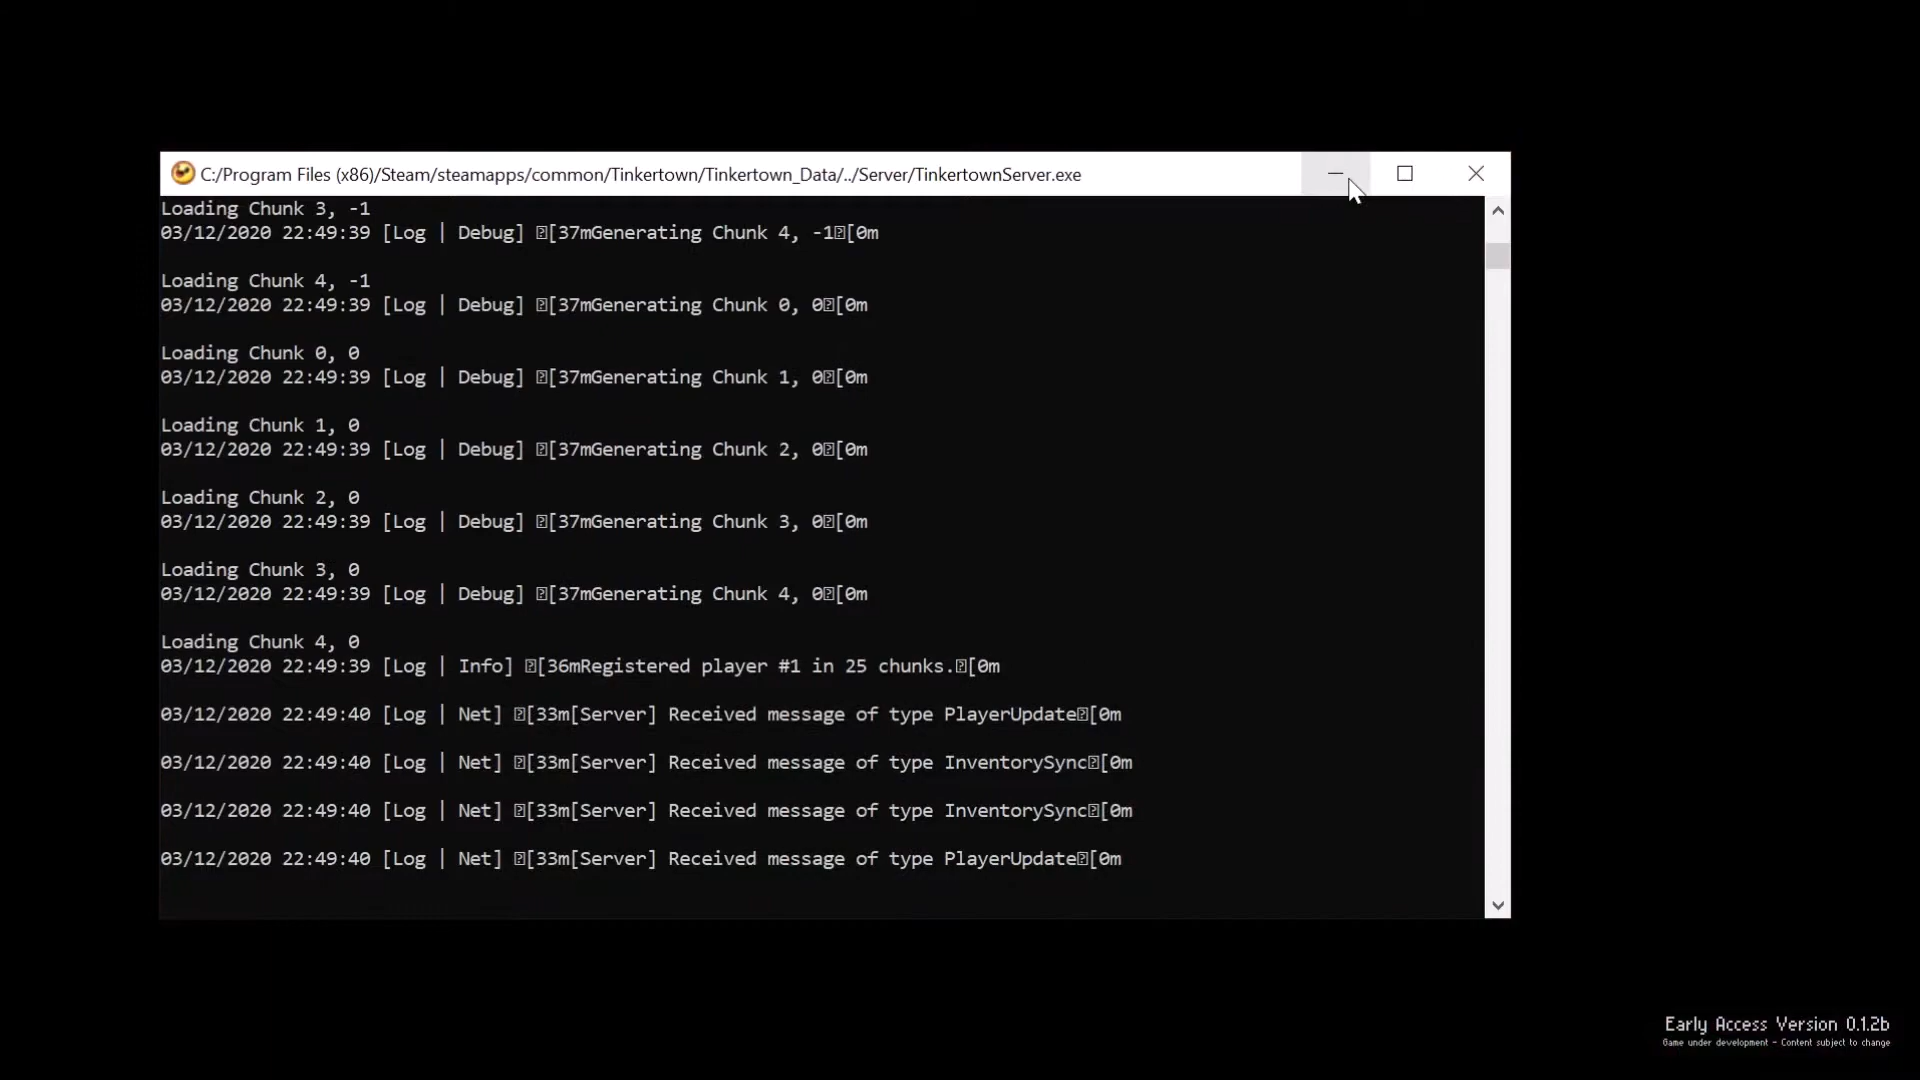 C:/Program Files (x86)/Steam/steamapps/common/Tinkertown/Tinkertown_Data/../Server/TinkertownServer.exe
Loading Chunk 3, -1
03/12/2020 22:49:39 [Log | Debug] ⍰[37mGenerating Chunk 4, -1⍰[0m
Loading Chunk 4, -1
03/12/2020 22:49:39 [Log | Debug] ⍰[37mGenerating Chunk 0, 0⍰[0m
Loading Chunk 0, 0
03/12/2020 22:49:39 [Log | Debug] ⍰[37mGenerating Chunk 1, 0⍰[0m
Loading Chunk 1, 0
03/12/2020 22:49:39 [Log | Debug] ⍰[37mGenerating Chunk 2, 0⍰[0m
Loading Chunk 2, 0
03/12/2020 22:49:39 [Log | Debug] ⍰[37mGenerating Chunk 3, 0⍰[0m
Loading Chunk 3, 0
03/12/2020 22:49:39 [Log | Debug] ⍰[37mGenerating Chunk 4, 0⍰[0m
Loading Chunk 4, 0
03/12/2020 22:49:39 [Log | Info] ⍰[36mRegistered player #1 in 25 chunks.⍰[0m
03/12/2020 22:49:40 [Log | Net] ⍰[33m[Server] Received message of type PlayerUpdate⍰[0m
03/12/2020 22:49:40 [Log | Net] ⍰[33m[Server] Received message of type InventorySync⍰[0m
03/12/2020 22:49:40 [Log | Net] ⍰[33m[Server] Received message of type InventorySync⍰[0m
03/12/2020 22:49:40 [Log | Net] ⍰[33m[Server] Received message of type PlayerUpdate⍰[0m
Early Access Version 0.1.2b
Game under development - Content subject to change